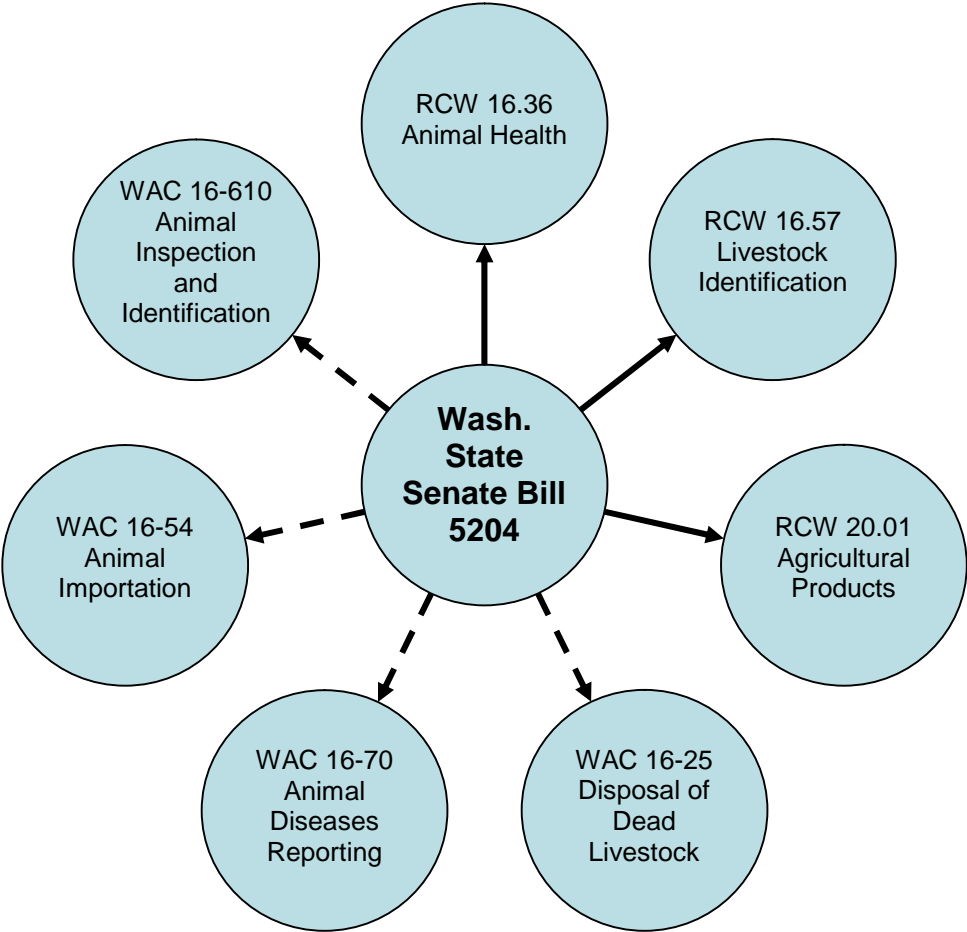 RCW 16.36
Animal Health
WAC 16-610
Animal
Inspection
and
Identification
RCW 16.57
Livestock
Identification
Wash.
State
Senate Bill
5204
WAC 16-54
Animal
Importation
RCW 20.01
Agricultural
Products
WAC 16-70
Animal
Diseases
Reporting
WAC 16-25
Disposal of
Dead
Livestock